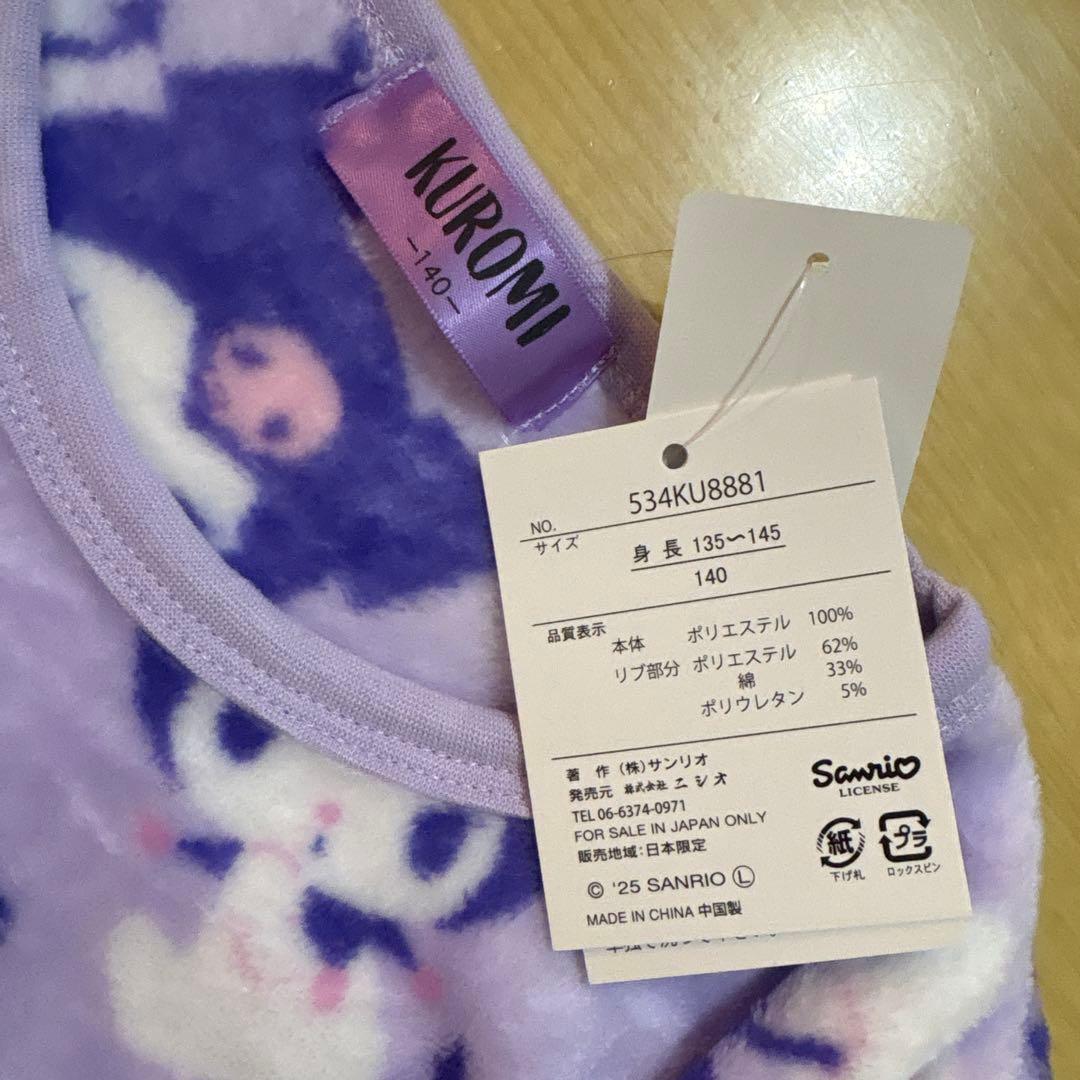 KUROMI
-140-
NO. 534KU8881
サイズ 身長 135〜145
140
品質表示 本体 ポリエステル 100%
リブ部分 ポリエステル 62%
綿 33%
ポリウレタン 5%
著作 (株)サンリオ
発売元 株式会社 ニシオ
TEL 06-6374-0971
FOR SALE IN JAPAN ONLY
販売地域:日本限定
© '25 SANRIO Ⓛ
MADE IN CHINA 中国製
Sanrio
LICENSE
紙
下げ札
プラ
ロックスピン